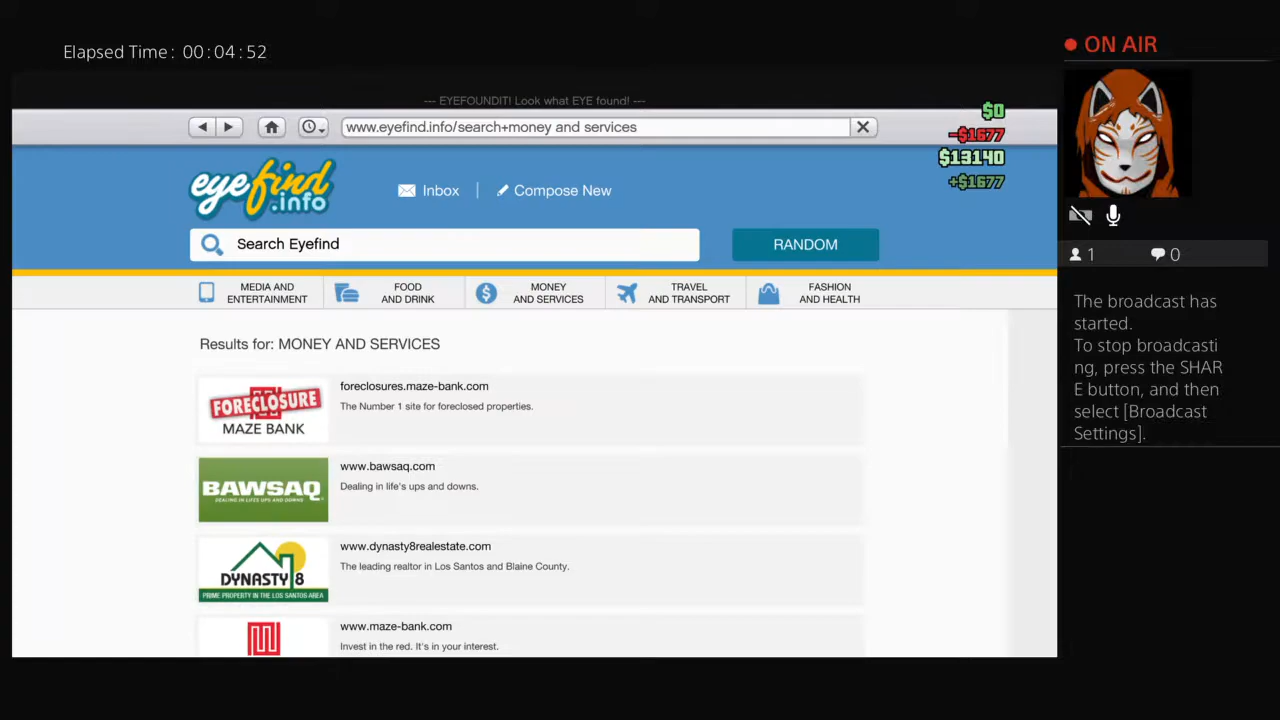 Elapsed Time: 00:04:52
ON AIR
--- EYEFOUNDIT! Look what EYE found! ---
www.eyefind.info/search+money and services
$0
-$1677
$13140
+$1677
eyefind
.info
Inbox
Compose New
Search Eyefind
RANDOM
1
0
MEDIA AND
ENTERTAINMENT
FOOD
AND DRINK
MONEY
AND SERVICES
TRAVEL
AND TRANSPORT
FASHION
AND HEALTH
The broadcast has
started.
To stop broadcasti
ng, press the SHAR
E button, and then
select [Broadcast
Settings].
Results for: MONEY AND SERVICES
FORECLOSURE
MAZE BANK
foreclosures.maze-bank.com
The Number 1 site for foreclosed properties.
BAWSAQ
DEALING IN LIFE'S UPS AND DOWNS
www.bawsaq.com
Dealing in life's ups and downs.
DYNASTY 8
PRIME PROPERTY IN THE LOS SANTOS AREA
www.dynasty8realestate.com
The leading realtor in Los Santos and Blaine County.
www.maze-bank.com
Invest in the red. It's in your interest.